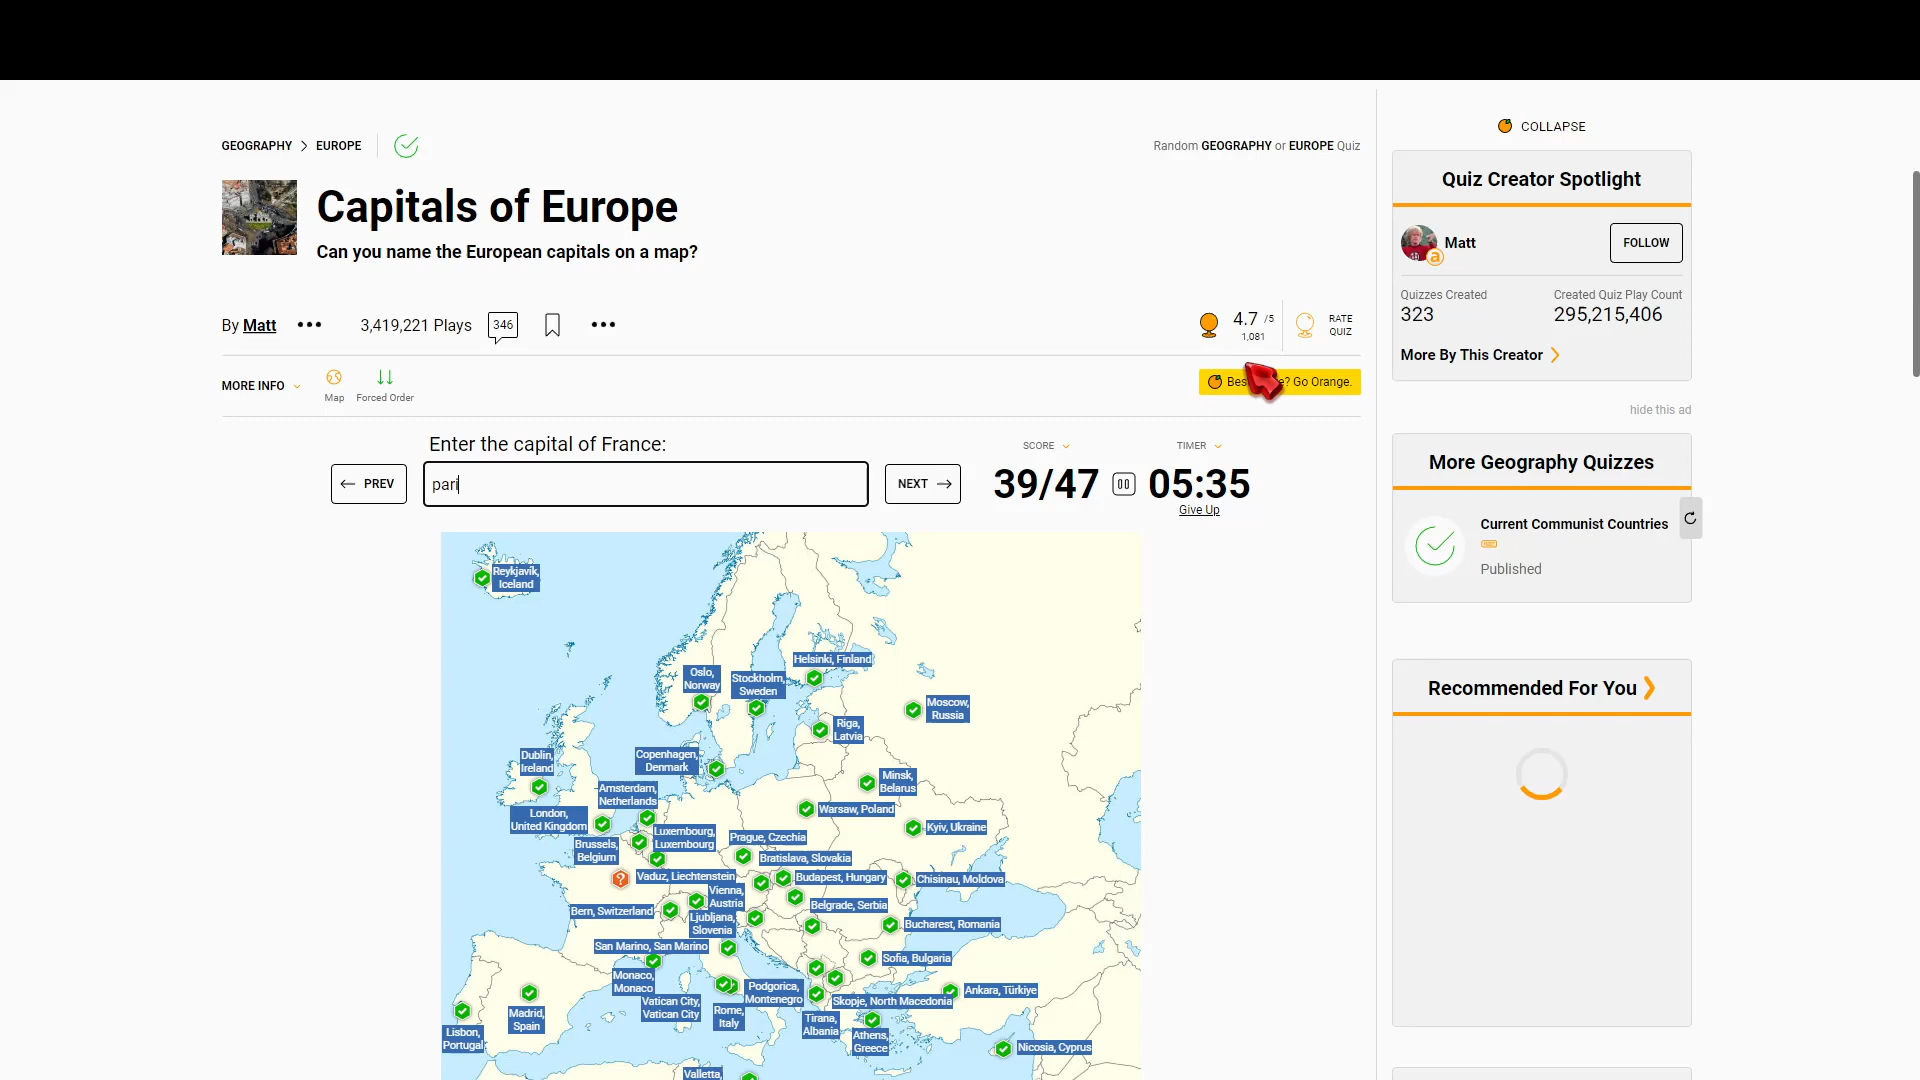 GEOGRAPHY > EUROPE
Random GEOGRAPHY or EUROPE Quiz
Capitals of Europe
Can you name the European capitals on a map?
By Matt
3,419,221 Plays
346
4.7 /5
1,081
RATE
QUIZ
MORE INFO
Map
Forced Order
Go Orange.
Enter the capital of France:
PREV
pari
NEXT
SCORE
39/47
TIMER
05:35
Give Up
Reykjavik,
Iceland
Helsinki, Finland
Oslo,
Norway
Stockholm,
Sweden
Moscow,
Russia
Riga,
Latvia
Dublin,
Ireland
Copenhagen,
Denmark
Minsk,
Belarus
Amsterdam,
Netherlands
Warsaw, Poland
London,
United Kingdom
Kyiv, Ukraine
Luxembourg,
Luxembourg
Prague, Czechia
Brussels,
Belgium
Bratislava, Slovakia
?
Vaduz, Liechtenstein
Budapest, Hungary
Chisinau, Moldova
Vienna,
Austria
Bern, Switzerland
Belgrade, Serbia
Ljubljana,
Slovenia
Bucharest, Romania
San Marino, San Marino
Sofia, Bulgaria
Monaco,
Monaco
Podgorica,
Montenegro
Ankara, Türkiye
Vatican City,
Vatican City
Skopje, North Macedonia
Madrid,
Spain
Rome,
Italy
Tirana,
Albania
Lisbon,
Portugal
Athens,
Greece
Nicosia, Cyprus
Valletta,
COLLAPSE
Quiz Creator Spotlight
a
Matt
FOLLOW
Quizzes Created
323
Created Quiz Play Count
295,215,406
More By This Creator
hide this ad
More Geography Quizzes
Current Communist Countries
Published
Recommended For You